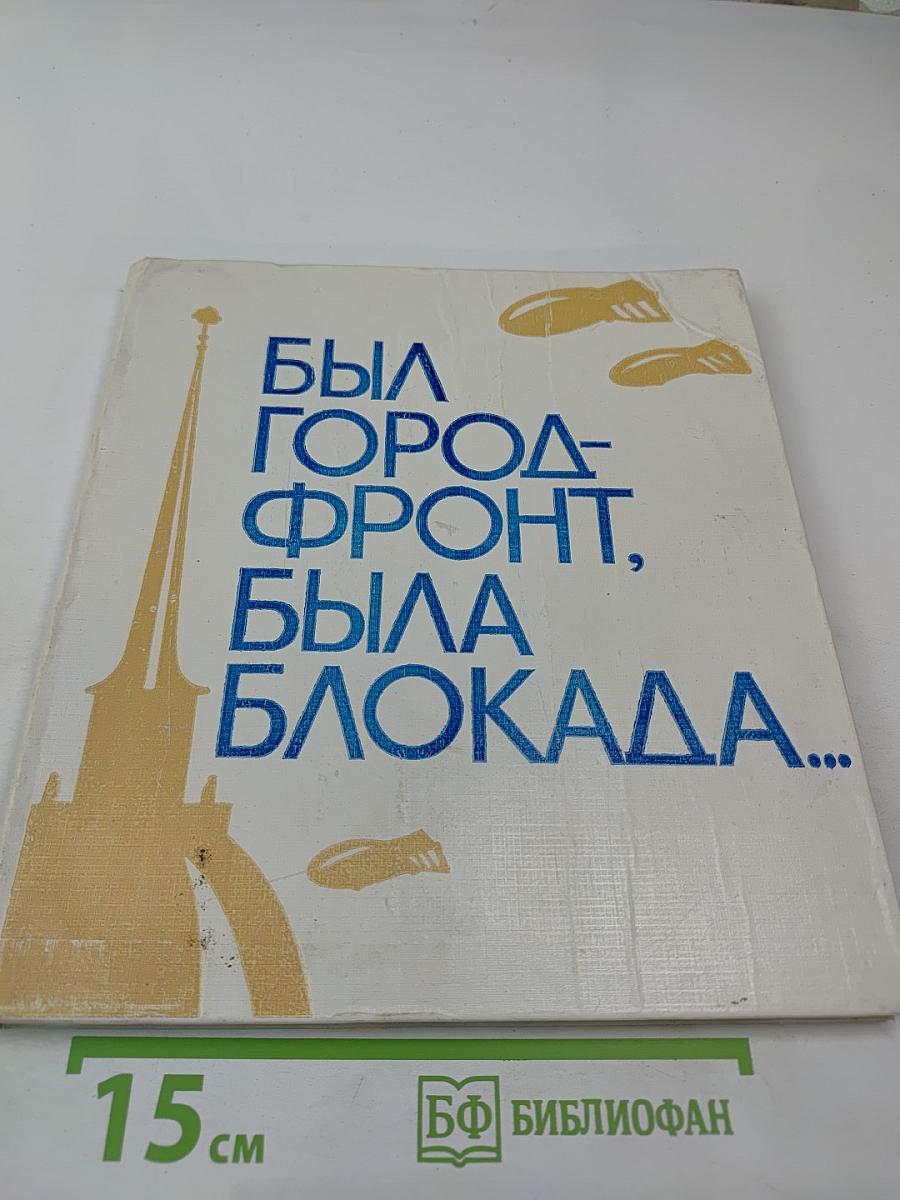 БЫЛ
ГОРОД-
ФРОНТ,
БЫЛА
БЛОКАДА...
15 см
БФ БИБЛИОФАН